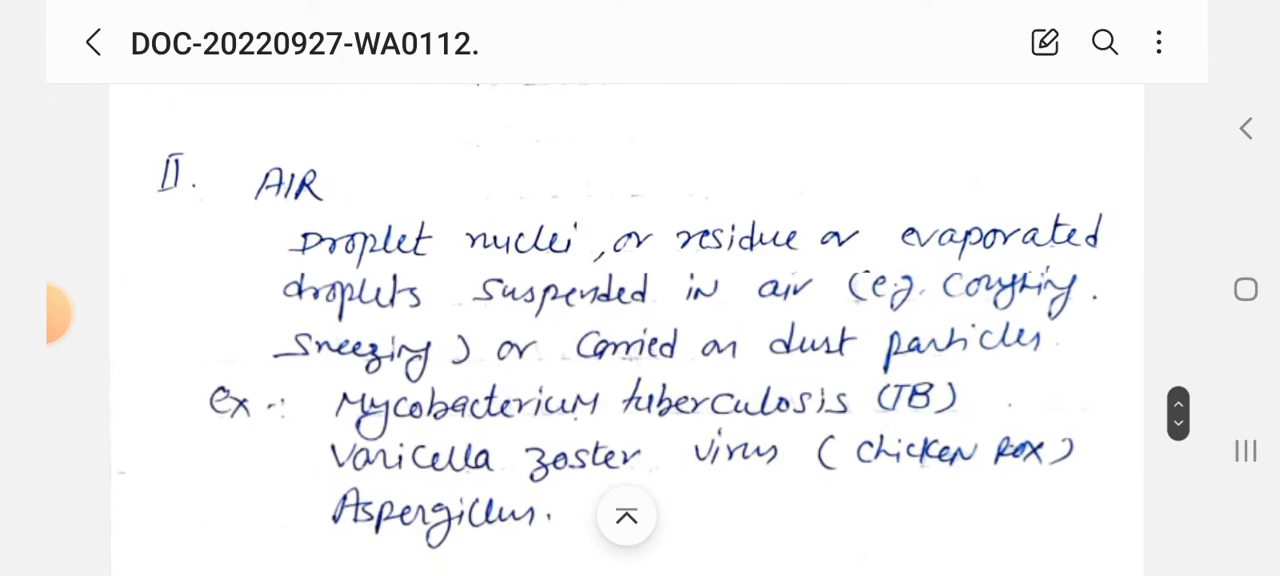 DOC-20220927-WA0112.
II. AIR
Droplet nuclei, or residue or evaporated
droplets suspended in air (eg. Coughing.
Sneezing) or Carried on dust particles.
Ex -: Mycobacterium tuberculosis (TB)
Varicella zoster virus (Chicken Pox)
Aspergillus.